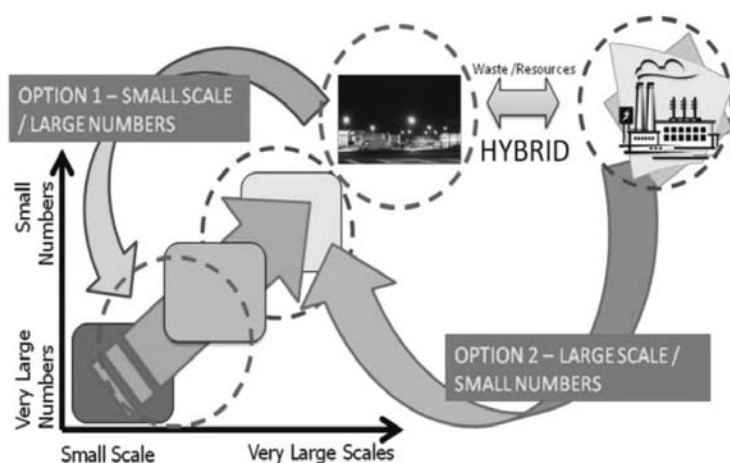 Waste/Resources
OPTION 1 – SMALL SCALE
/ LARGE NUMBERS
HYBRID
Small
Numbers
Very Large
Numbers
OPTION 2 – LARGE SCALE /
SMALL NUMBERS
Small Scale
Very Large Scales